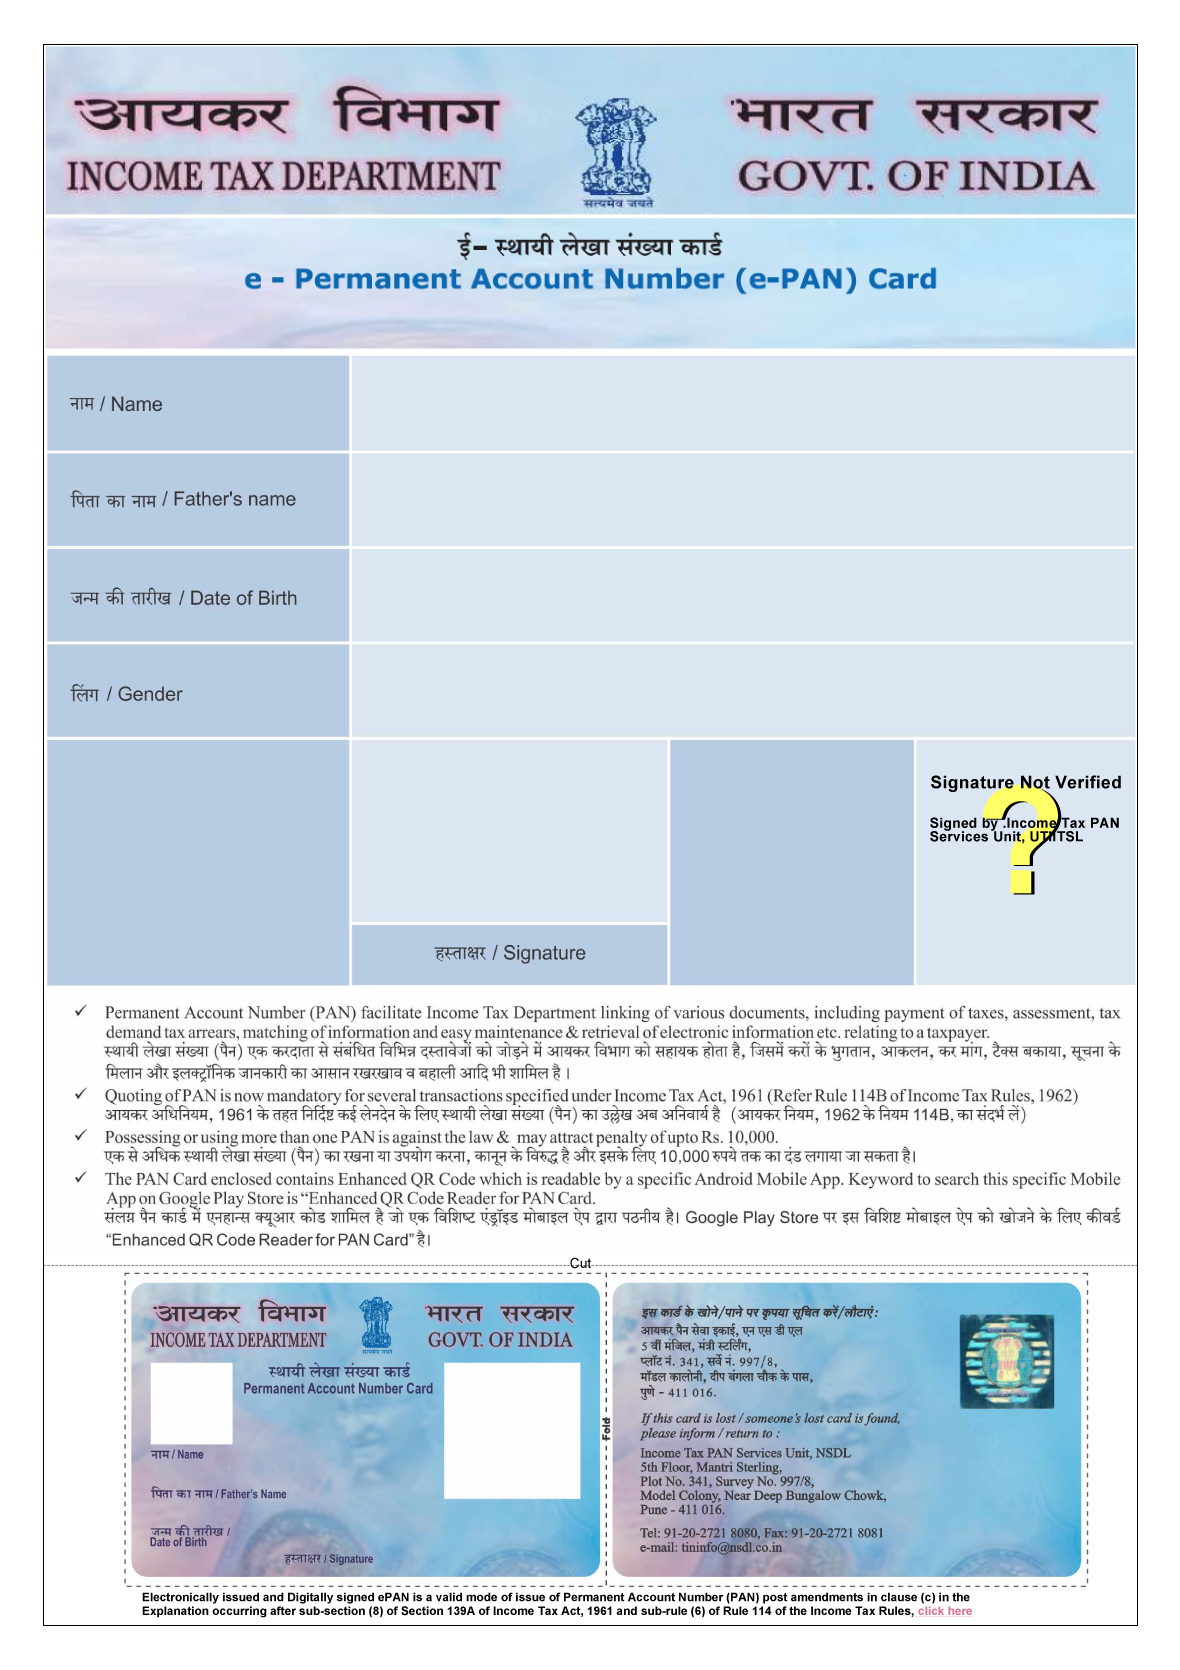 आयकर विभाग
INCOME TAX DEPARTMENT
सत्यमेव जयते
भारत सरकार
GOVT. OF INDIA
ई– स्थायी लेखा संख्या कार्ड
e - Permanent Account Number (e-PAN) Card
नाम / Name
पिता का नाम / Father's name
जन्म की तारीख / Date of Birth
लिंग / Gender
Signature Not Verified
Signed by :Income Tax PAN
Services Unit, UTIITSL
हस्ताक्षर / Signature
✓ Permanent Account Number (PAN) facilitate Income Tax Department linking of various documents, including payment of taxes, assessment, tax
demand tax arrears, matching of information and easy maintenance & retrieval of electronic information etc. relating to a taxpayer.
स्थायी लेखा संख्या (पैन) एक करदाता से संबंधित विभिन्न दस्तावेजों को जोड़ने में आयकर विभाग को सहायक होता है, जिसमें करों के भुगतान, आकलन, कर मांग, टैक्स बकाया, सूचना के
मिलान और इलक्ट्रॉनिक जानकारी का आसान रखरखाव व बहाली आदि भी शामिल है ।
✓ Quoting of PAN is now mandatory for several transactions specified under Income Tax Act, 1961 (Refer Rule 114B of Income Tax Rules, 1962)
आयकर अधिनियम, 1961 के तहत निर्दिष्ट कई लेनदेन के लिए स्थायी लेखा संख्या (पैन) का उल्लेख अब अनिवार्य है (आयकर नियम, 1962 के नियम 114B, का संदर्भ लें)
✓ Possessing or using more than one PAN is against the law & may attract penalty of upto Rs. 10,000.
एक से अधिक स्थायी लेखा संख्या (पैन) का रखना या उपयोग करना, कानून के विरुद्ध है और इसके लिए 10,000 रुपये तक का दंड लगाया जा सकता है।
✓ The PAN Card enclosed contains Enhanced QR Code which is readable by a specific Android Mobile App. Keyword to search this specific Mobile
App on Google Play Store is “Enhanced QR Code Reader for PAN Card.
संलग्न पैन कार्ड में एनहान्स क्यूआर कोड शामिल है जो एक विशिष्ट एंड्रॉइड मोबाइल ऐप द्वारा पठनीय है। Google Play Store पर इस विशिष्ट मोबाइल ऐप को खोजने के लिए कीवर्ड
“Enhanced QR Code Reader for PAN Card” है।
Cut
आयकर विभाग
INCOME TAX DEPARTMENT
भारत सरकार
GOVT. OF INDIA
स्थायी लेखा संख्या कार्ड
Permanent Account Number Card
नाम / Name
पिता का नाम / Father's Name
जन्म की तारीख /
Date of Birth
हस्ताक्षर / Signature
Fold
इस कार्ड के खोने/पाने पर कृपया सूचित करें/लौटाएं:
आयकर पैन सेवा इकाई, एन एस डी एल
5 वीं मंजिल, मंत्री स्टर्लिंग,
प्लॉट नं. 341, सर्वे नं. 997/8,
मॉडल कालोनी, दीप बंगला चौक के पास,
पुणे – 411 016.
If this card is lost / someone's lost card is found,
please inform / return to :
Income Tax PAN Services Unit, NSDL
5th Floor, Mantri Sterling,
Plot No. 341, Survey No. 997/8,
Model Colony, Near Deep Bungalow Chowk,
Pune - 411 016.
Tel: 91-20-2721 8080, Fax: 91-20-2721 8081
e-mail: tininfo@nsdl.co.in
Electronically issued and Digitally signed ePAN is a valid mode of issue of Permanent Account Number (PAN) post amendments in clause (c) in the
Explanation occurring after sub-section (8) of Section 139A of Income Tax Act, 1961 and sub-rule (6) of Rule 114 of the Income Tax Rules, click here